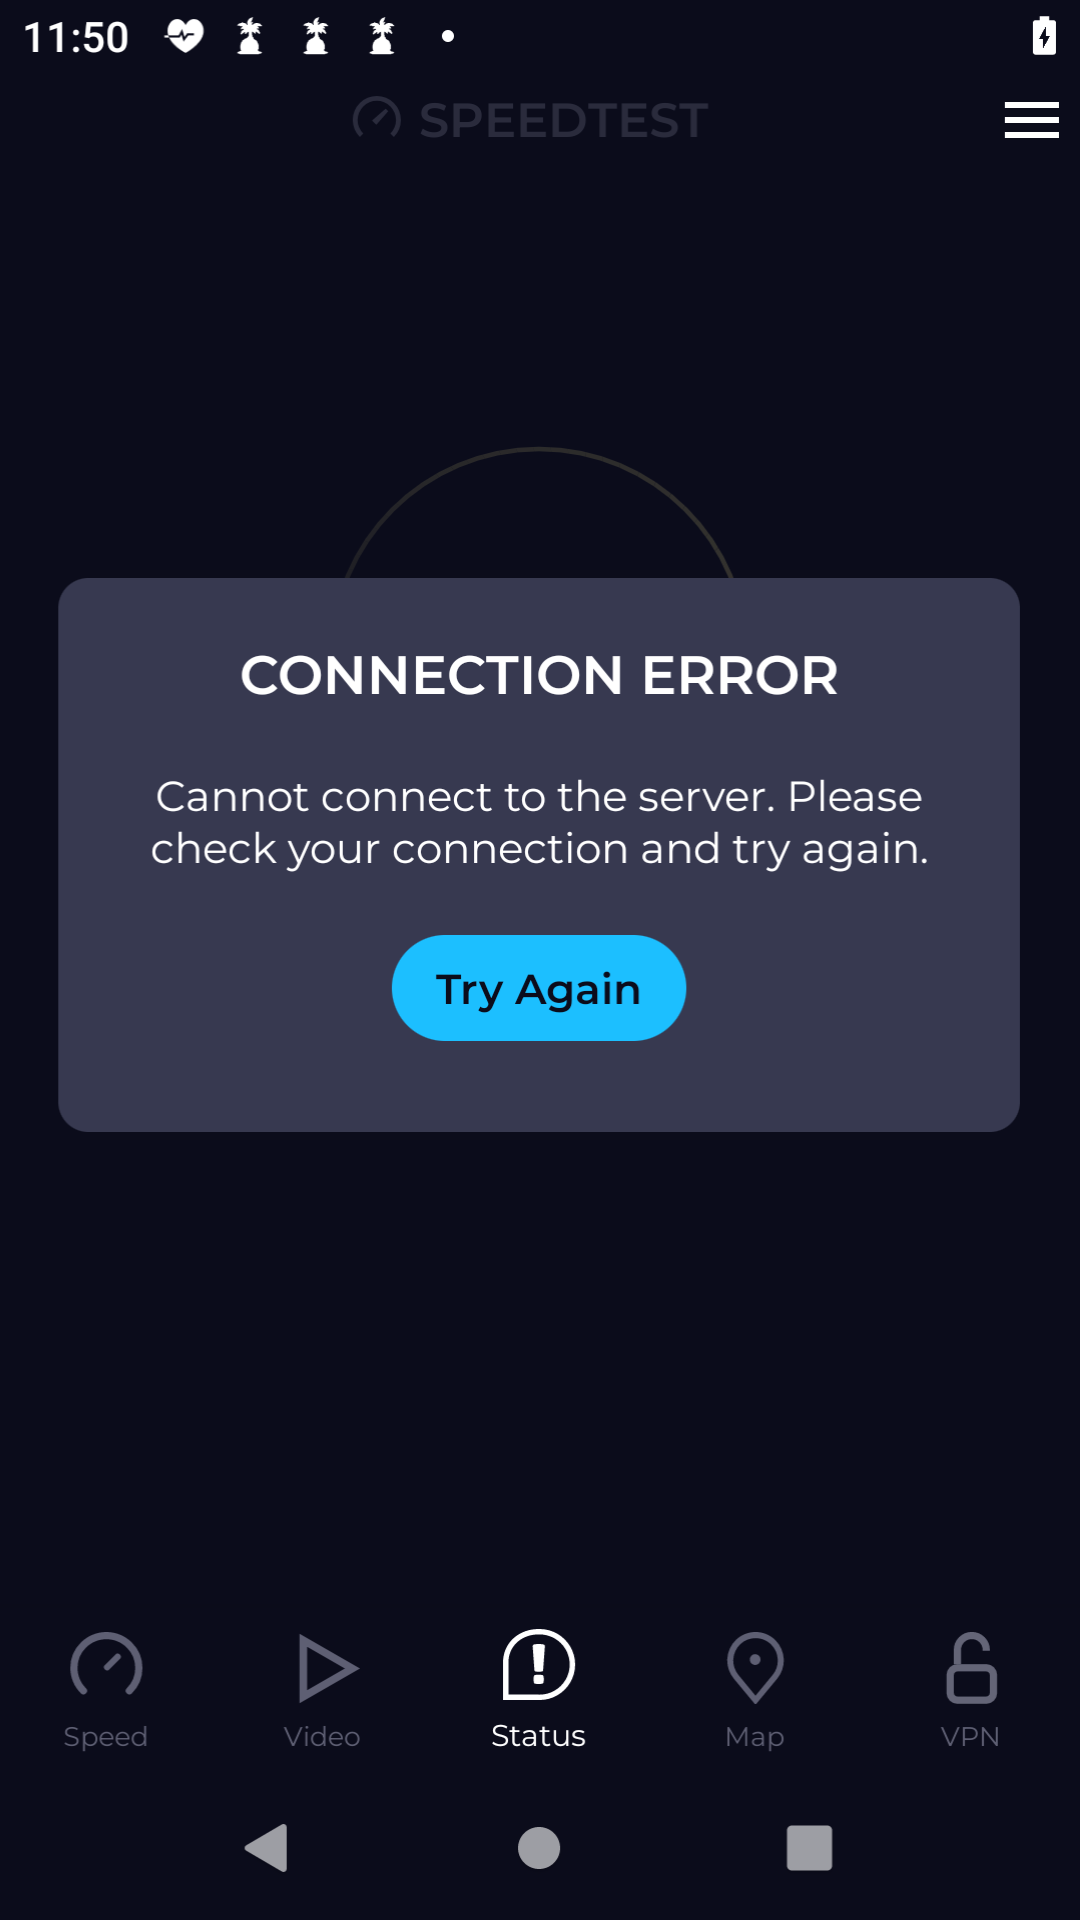 11:50
SPEEDTEST
CONNECTION ERROR
Cannot connect to the server. Please
check your connection and try again.
Try Again
Speed
Video
Status
Map
VPN